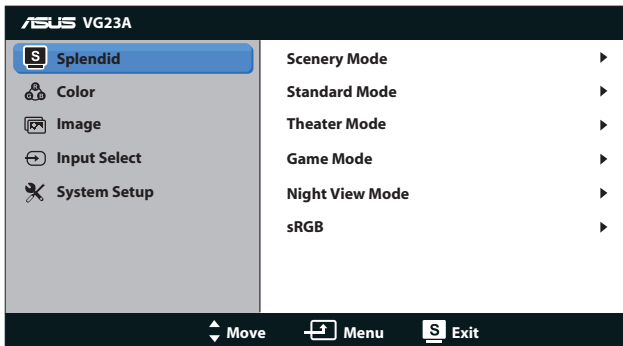 ASUS VG23A
S Splendid
Color
Image
Input Select
System Setup
Scenery Mode
Standard Mode
Theater Mode
Game Mode
Night View Mode
sRGB
Move Menu S Exit